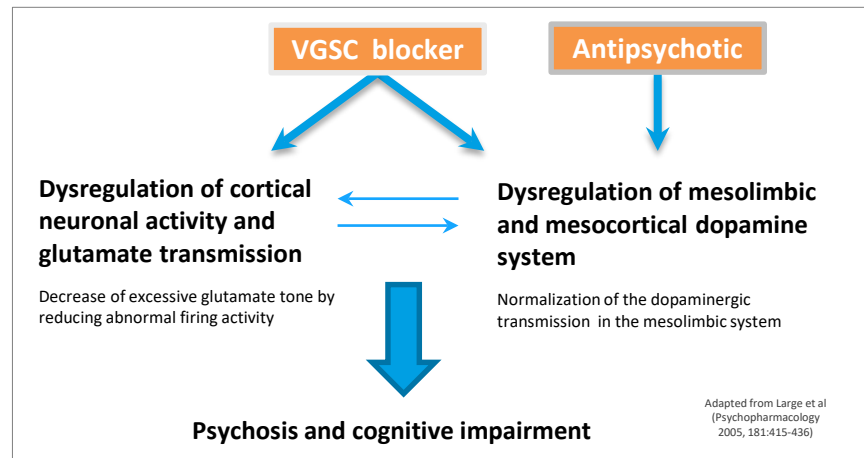 VGSC blocker
Antipsychotic
Dysregulation of cortical
neuronal activity and
glutamate transmission
Decrease of excessive glutamate tone by
reducing abnormal firing activity
Dysregulation of mesolimbic
and mesocortical dopamine
system
Normalization of the dopaminergic
transmission in the mesolimbic system
Psychosis and cognitive impairment
Adapted from Large et al
(Psychopharmacology
2005, 181:415-436)